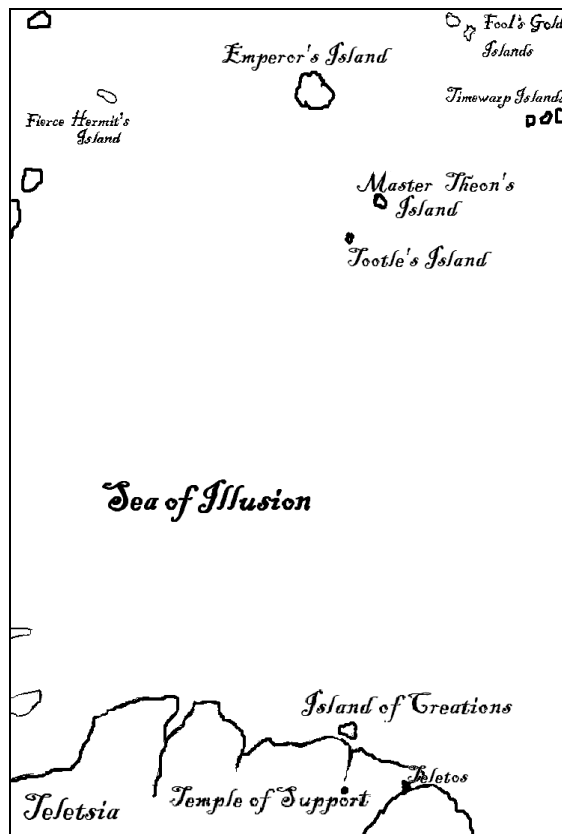 Fool's Gold
Islands
Emperor's Island
Timewarp Islands
Fierce Hermit's
Island
Master Theon's
Island
Tootle's Island
Sea of Illusion
Island of Creations
Teletos
Teletsia
Temple of Support